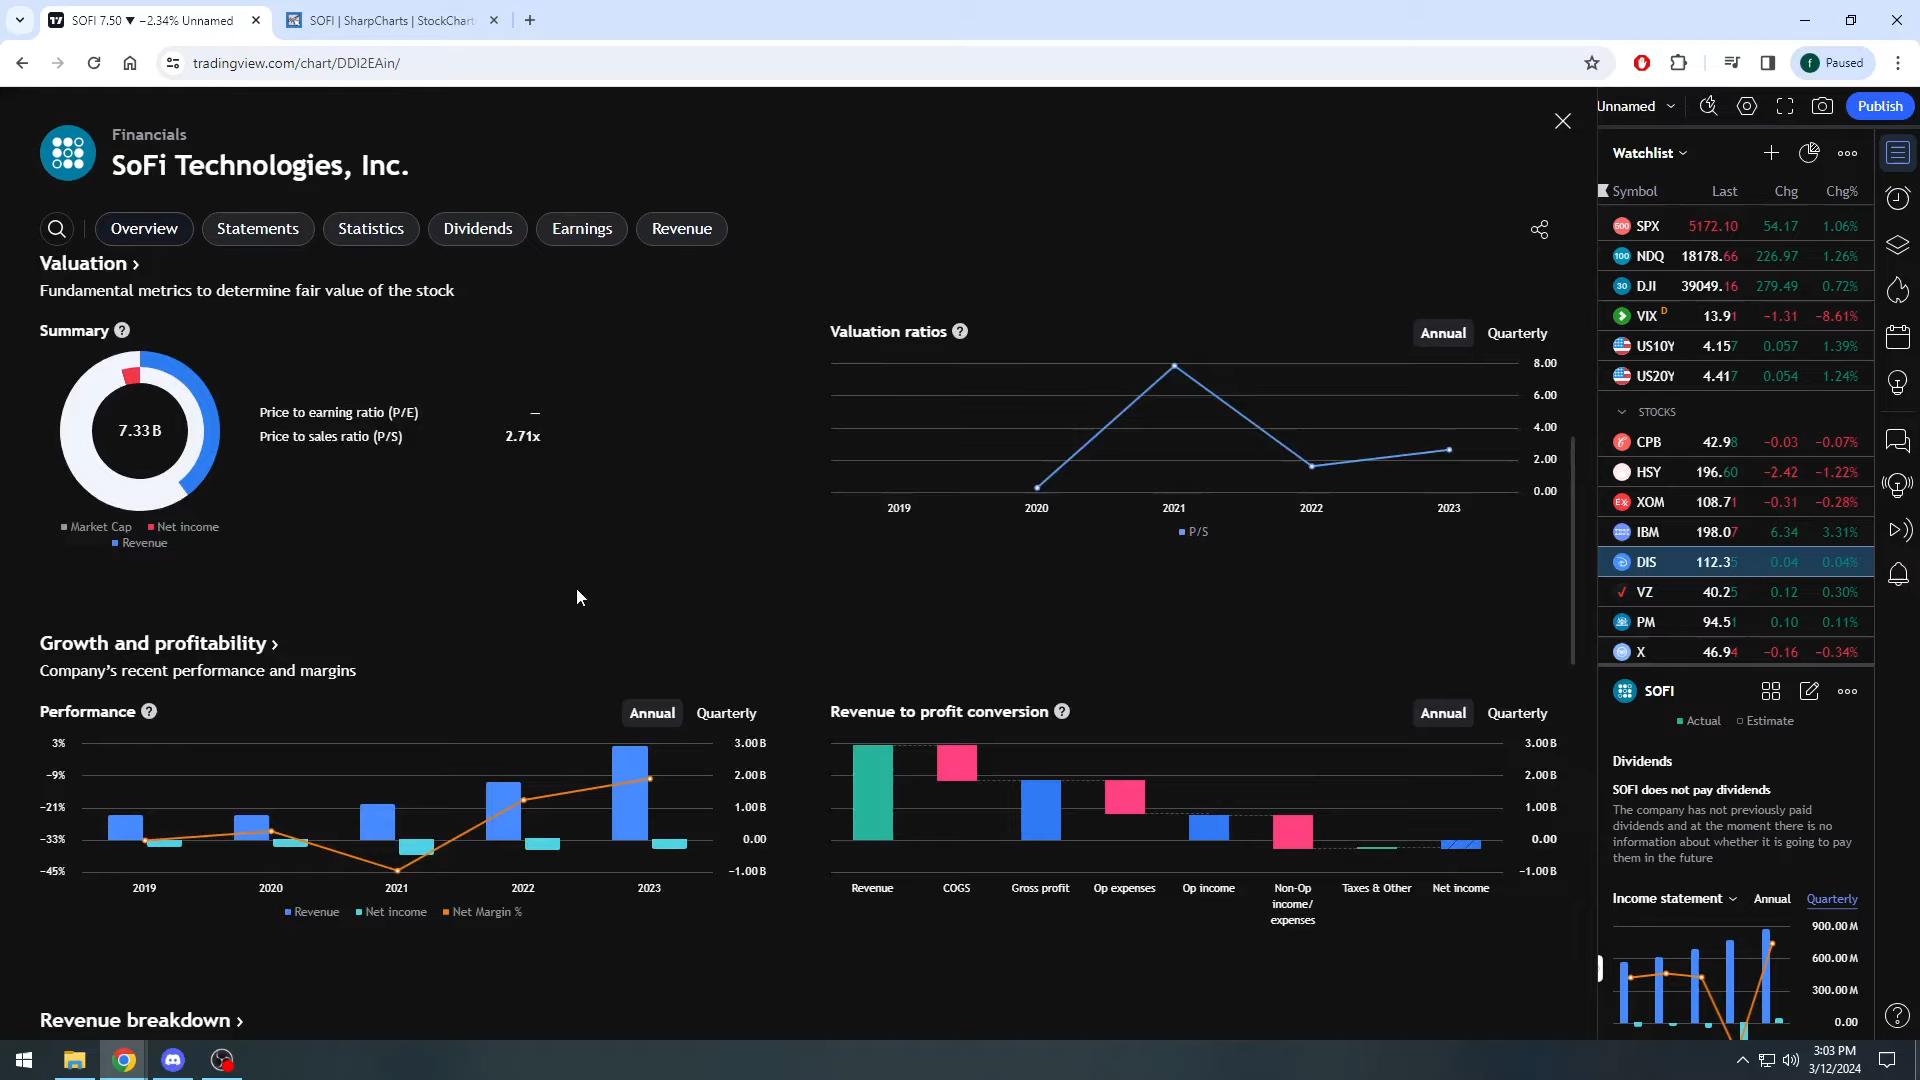 SOFI 7.50 ▼ −2.34% Unnamed
SOFI | SharpCharts | StockChart
tradingview.com/chart/DDI2EAin/
f Paused
Financials
SoFi Technologies, Inc.
Overview Statements Statistics Dividends Earnings Revenue
Valuation ›
Fundamental metrics to determine fair value of the stock
Summary ?
7.33 B
Price to earning ratio (P/E) —
Price to sales ratio (P/S) 2.71x
Market Cap Net income
Revenue
Valuation ratios ? Annual Quarterly
8.00
6.00
4.00
2.00
0.00
2019 2020 2021 2022 2023
P/S
Growth and profitability ›
Company’s recent performance and margins
Performance ? Annual Quarterly
3% 3.00 B
−9% 2.00 B
−21% 1.00 B
−33% 0.00
−45% −1.00 B
2019 2020 2021 2022 2023
Revenue Net income Net Margin %
Revenue to profit conversion ? Annual Quarterly
3.00 B
2.00 B
1.00 B
0.00
−1.00 B
Revenue COGS Gross profit Op expenses Op income Non-Op Taxes & Other Net income
income/
expenses
Revenue breakdown ›
Unnamed Publish
Watchlist
Symbol Last Chg Chg%
500 SPX 5172.10 54.17 1.06%
100 NDQ 18178.66 226.97 1.26%
30 DJI 39049.16 279.49 0.72%
VIX D 13.91 −1.31 −8.61%
US10Y 4.157 0.057 1.39%
US20Y 4.417 0.054 1.24%
STOCKS
CPB 42.98 −0.03 −0.07%
HSY 196.60 −2.42 −1.22%
XOM 108.71 −0.31 −0.28%
IBM 198.07 6.34 3.31%
DIS 112.35 0.04 0.04%
VZ 40.25 0.12 0.30%
PM 94.51 0.10 0.11%
X 46.94 −0.16 −0.34%
SOFI
Actual Estimate
Dividends
SOFI does not pay dividends
The company has not previously paid
dividends and at the moment there is no
information about whether it is going to pay
them in the future
Income statement Annual Quarterly
900.00 M
600.00 M
300.00 M
0.00
3:03 PM
3/12/2024